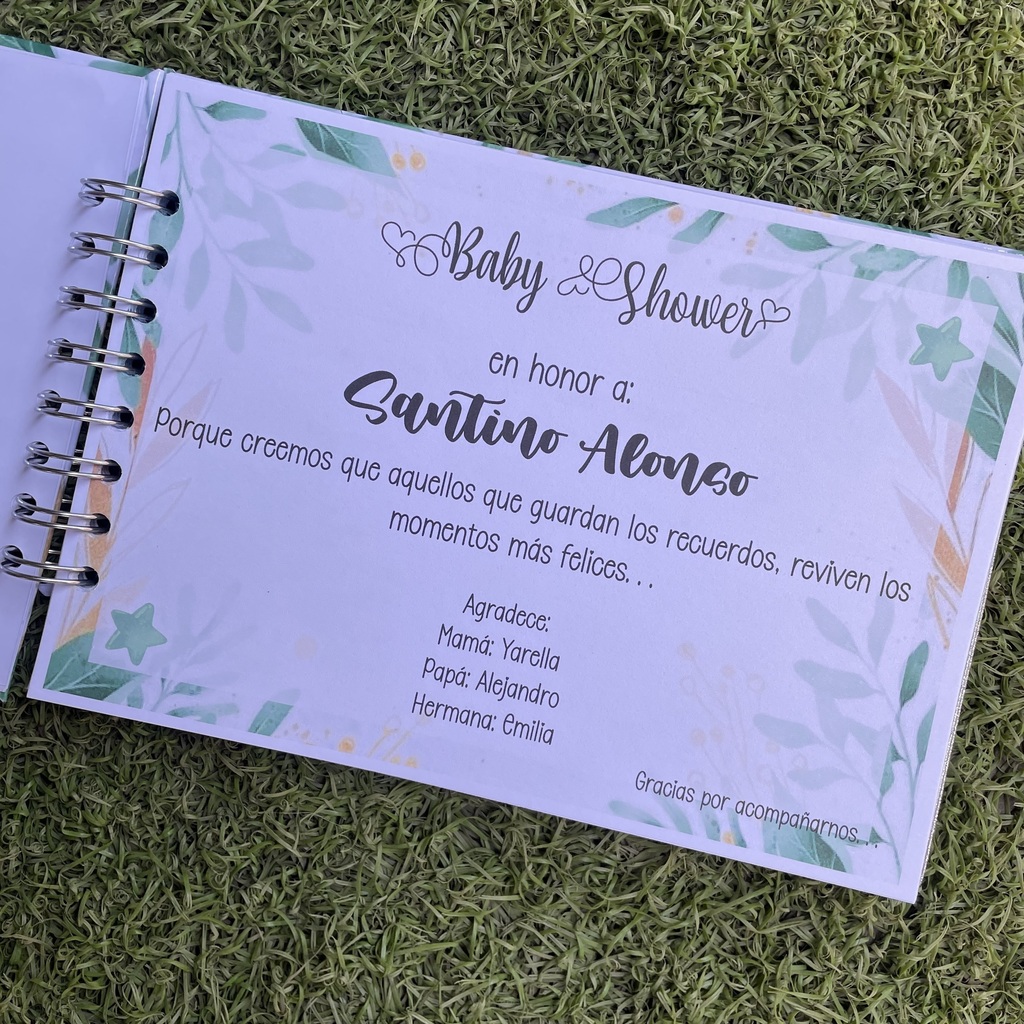 Baby Shower
en honor a:
Santino Alonso
porque creemos que aquellos que guardan los recuerdos, reviven los
momentos más felices...
Agradece:
Mamá: Yarella
Papá: Alejandro
Hermana: Emilia
Gracias por acompañarnos...